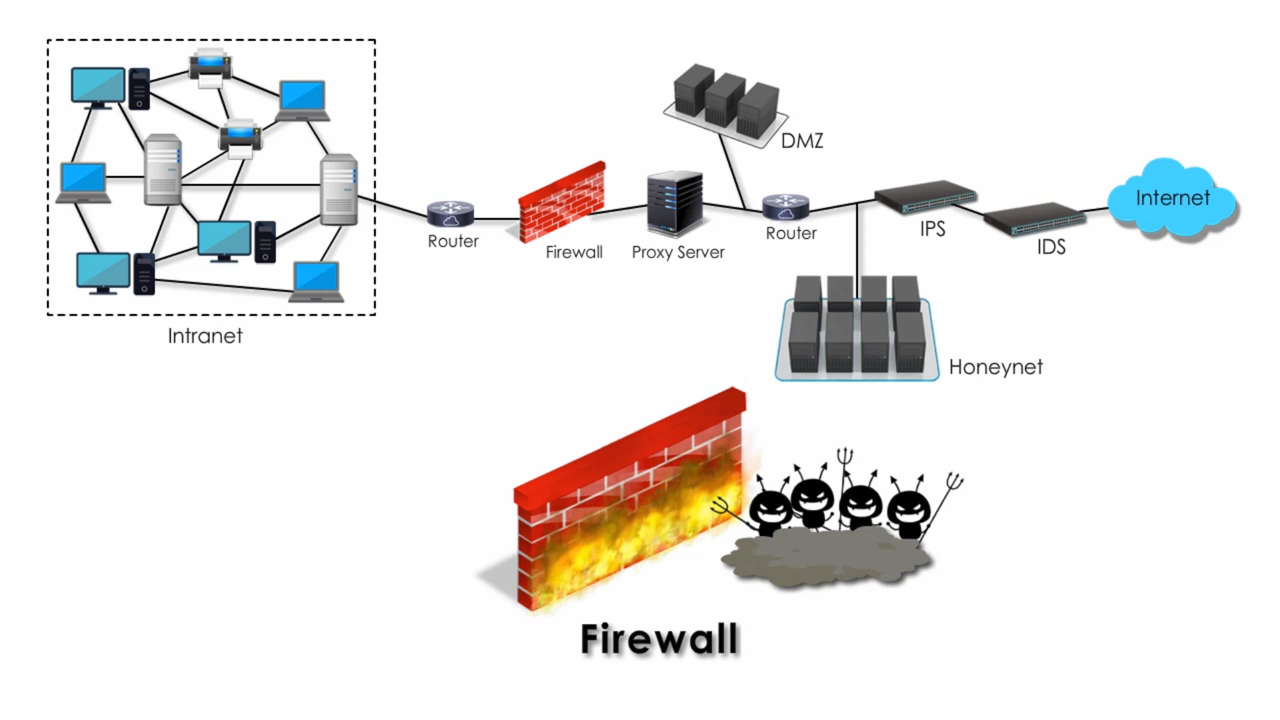 DMZ
Internet
Router
Firewall
Proxy Server
Router
IPS
IDS
Intranet
Honeynet
Firewall